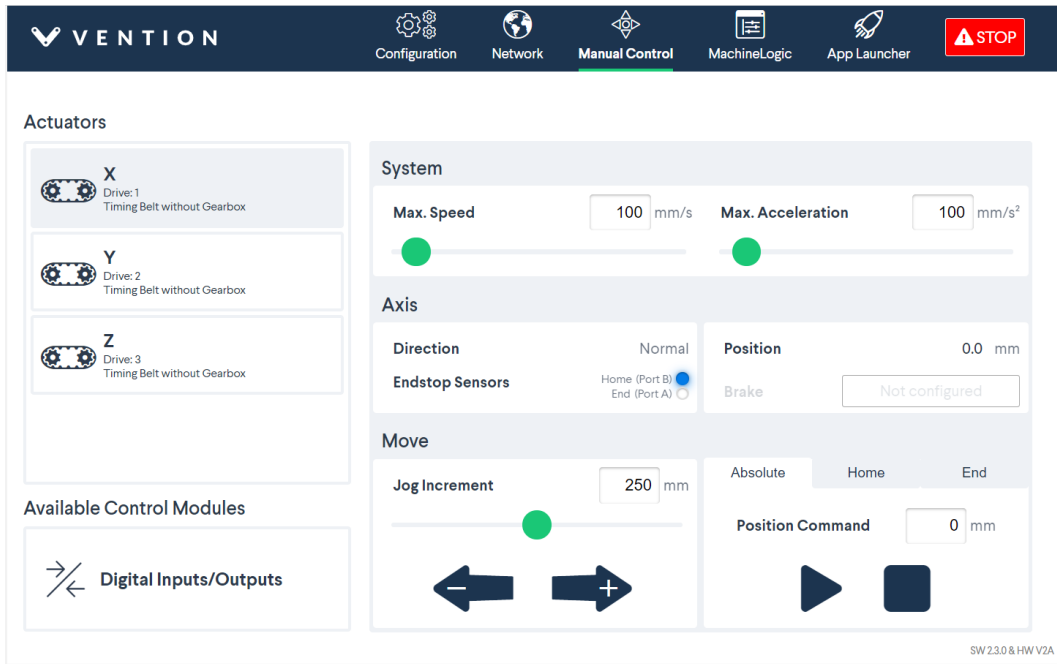 VENTION
Configuration
Network
Manual Control
MachineLogic
App Launcher
STOP
Actuators
X
Drive: 1
Timing Belt without Gearbox
Y
Drive: 2
Timing Belt without Gearbox
Z
Drive: 3
Timing Belt without Gearbox
Available Control Modules
Digital Inputs/Outputs
System
Max. Speed 100 mm/s
Max. Acceleration 100 mm/s²
Axis
Direction Normal
Endstop Sensors
Home (Port B)
End (Port A)
Position 0.0 mm
Brake Not configured
Move
Jog Increment 250 mm
− +
Absolute Home End
Position Command 0 mm
SW 2.3.0 & HW V2A